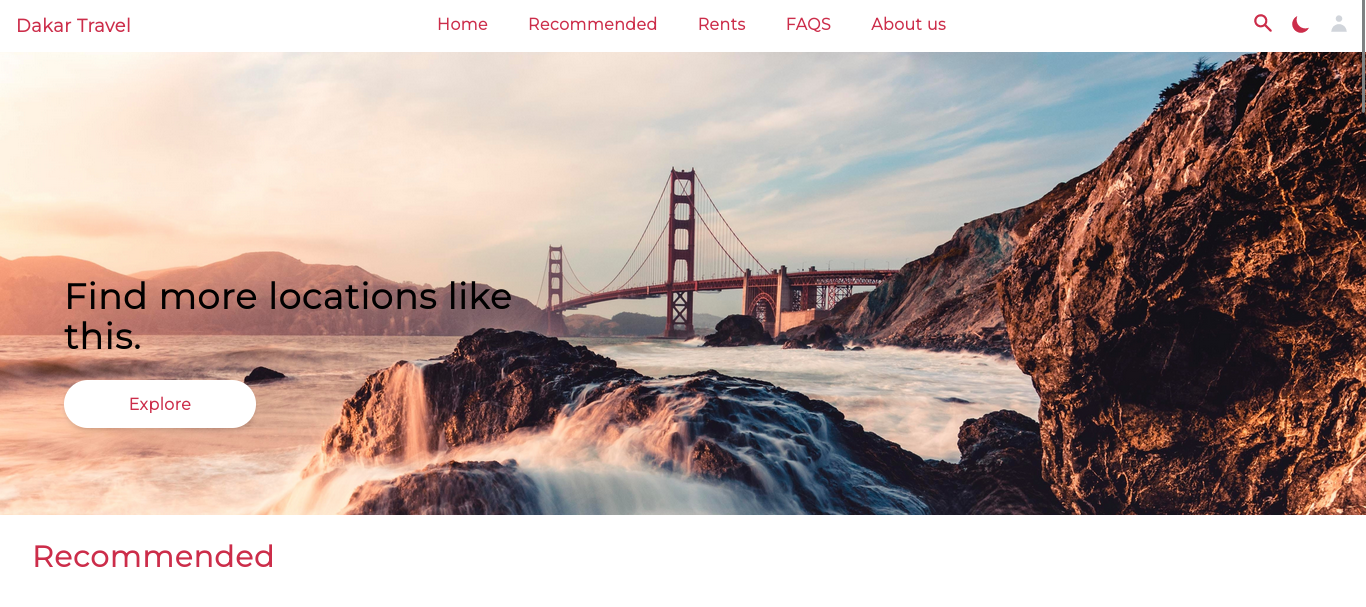 Dakar Travel
Home Recommended Rents FAQS About us
Find more locations like
this.
Explore
Recommended